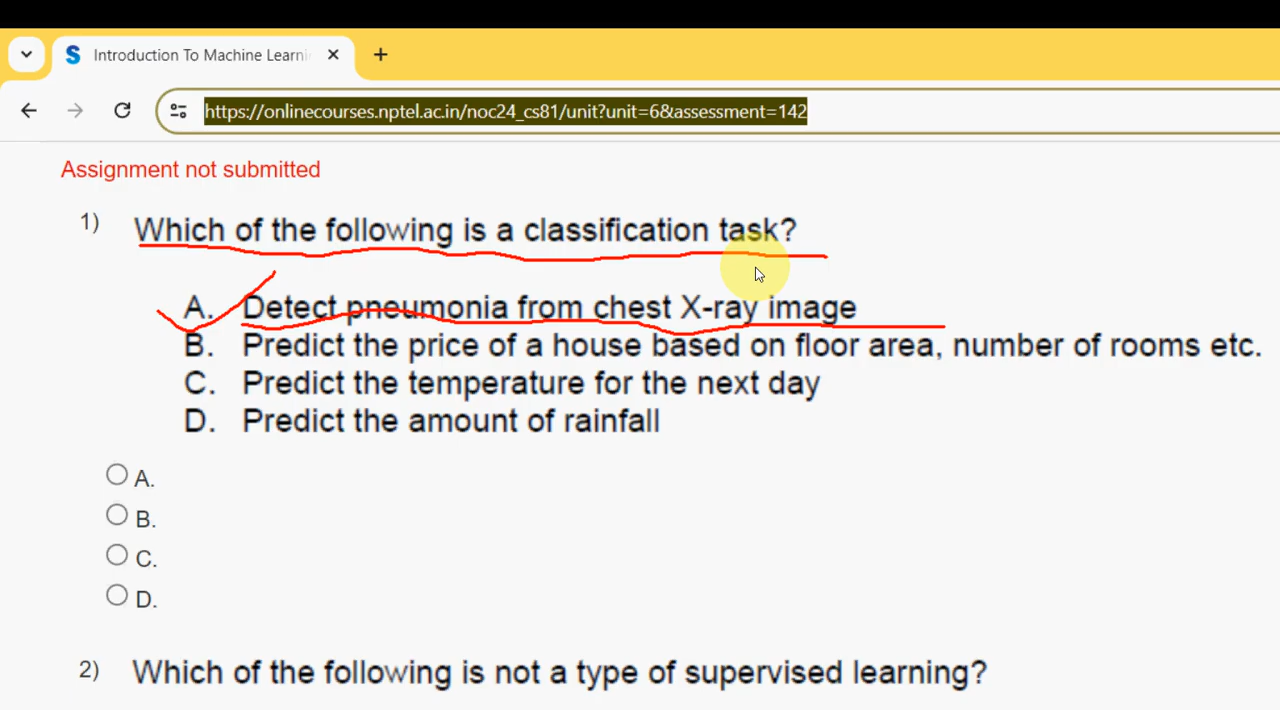 Introduction To Machine Learni
https://onlinecourses.nptel.ac.in/noc24_cs81/unit?unit=6&assessment=142
Assignment not submitted
1) Which of the following is a classification task?
A. Detect pneumonia from chest X-ray image
B. Predict the price of a house based on floor area, number of rooms etc.
C. Predict the temperature for the next day
D. Predict the amount of rainfall
A.
B.
C.
D.
2) Which of the following is not a type of supervised learning?